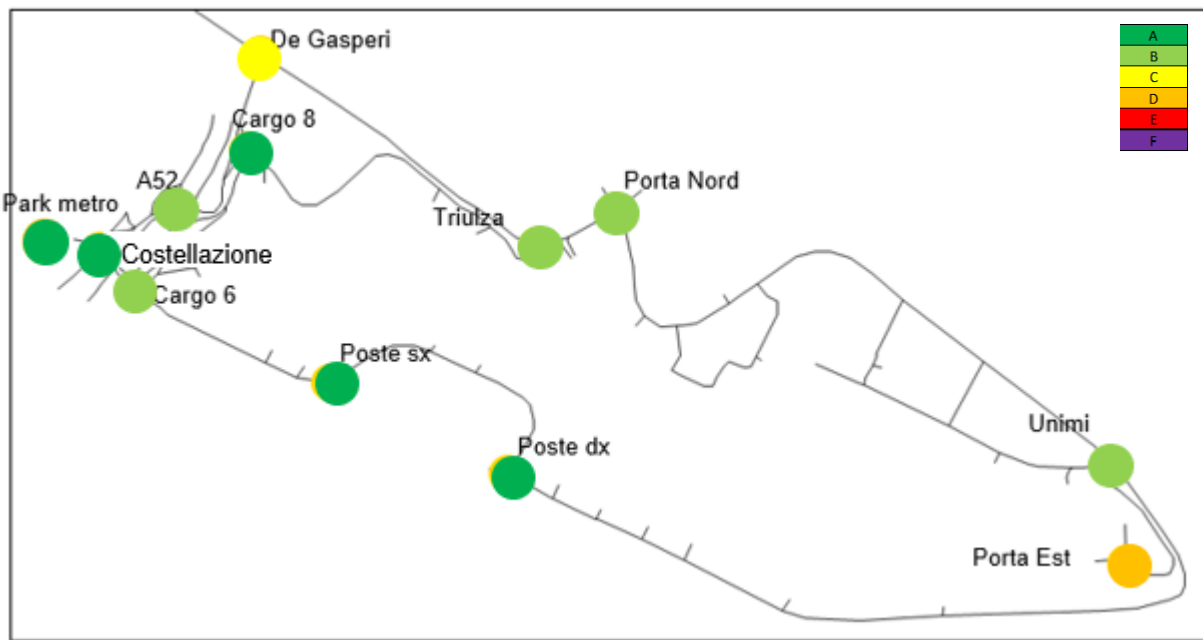 De Gasperi
A
B
C
D
E
F
Cargo 8
A52
Porta Nord
Park metro
Triulza
Costellazione
Cargo 6
Poste sx
Unimi
Poste dx
Porta Est